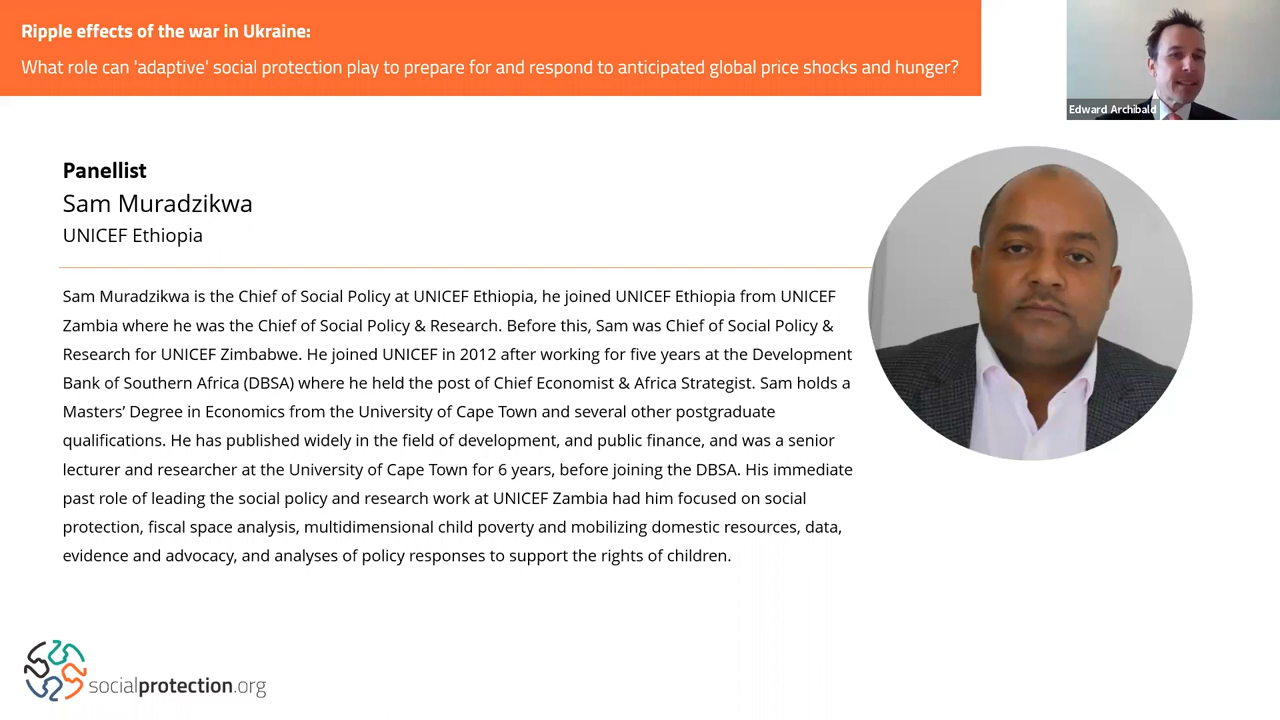 Ripple effects of the war in Ukraine:
What role can 'adaptive' social protection play to prepare for and respond to anticipated global price shocks and hunger?
Edward Archibald
Panellist
Sam Muradzikwa
UNICEF Ethiopia
Sam Muradzikwa is the Chief of Social Policy at UNICEF Ethiopia, he joined UNICEF Ethiopia from UNICEF
Zambia where he was the Chief of Social Policy & Research. Before this, Sam was Chief of Social Policy &
Research for UNICEF Zimbabwe. He joined UNICEF in 2012 after working for five years at the Development
Bank of Southern Africa (DBSA) where he held the post of Chief Economist & Africa Strategist. Sam holds a
Masters’ Degree in Economics from the University of Cape Town and several other postgraduate
qualifications. He has published widely in the field of development, and public finance, and was a senior
lecturer and researcher at the University of Cape Town for 6 years, before joining the DBSA. His immediate
past role of leading the social policy and research work at UNICEF Zambia had him focused on social
protection, fiscal space analysis, multidimensional child poverty and mobilizing domestic resources, data,
evidence and advocacy, and analyses of policy responses to support the rights of children.
socialprotection.org